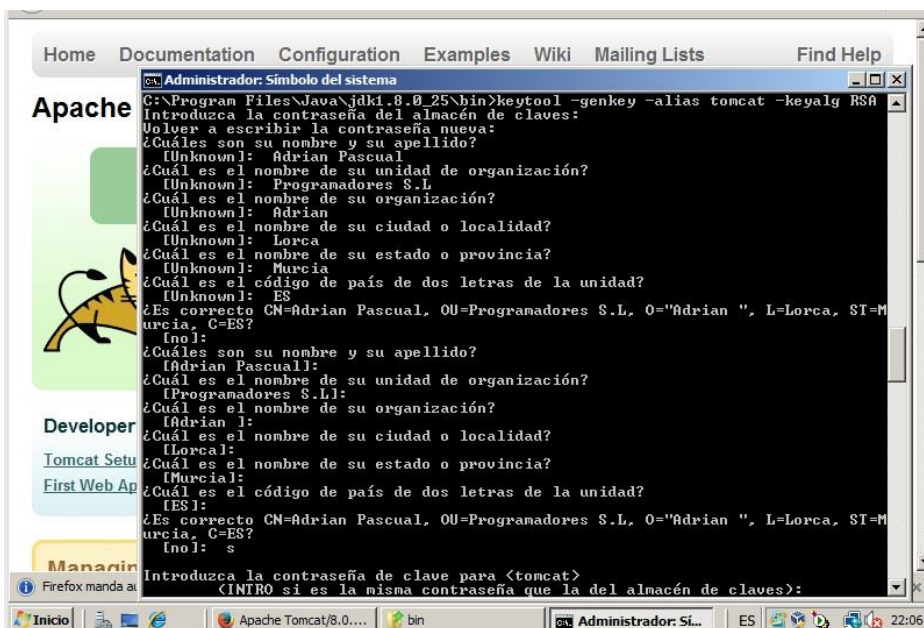 Home Documentation Configuration Examples Wiki Mailing Lists Find Help
Administrador: Símbolo del sistema
Apache
C:\Program Files\Java\jdk1.8.0_25\bin>keytool -genkey -alias tomcat -keyalg RSA
Introduzca la contraseña del almacén de claves:
Volver a escribir la contraseña nueva:
¿Cuáles son su nombre y su apellido?
[Unknown]: Adrian Pascual
¿Cuál es el nombre de su unidad de organización?
[Unknown]: Programadores S.L
¿Cuál es el nombre de su organización?
[Unknown]: Adrian
¿Cuál es el nombre de su ciudad o localidad?
[Unknown]: Lorca
¿Cuál es el nombre de su estado o provincia?
[Unknown]: Murcia
¿Cuál es el código de país de dos letras de la unidad?
[Unknown]: ES
¿Es correcto CN=Adrian Pascual, OU=Programadores S.L, O="Adrian ", L=Lorca, ST=M
urcia, C=ES?
[no]:
¿Cuáles son su nombre y su apellido?
[Adrian Pascual]:
¿Cuál es el nombre de su unidad de organización?
[Programadores S.L]:
¿Cuál es el nombre de su organización?
[Adrian ]:
¿Cuál es el nombre de su ciudad o localidad?
[Lorca]:
¿Cuál es el nombre de su estado o provincia?
[Murcia]:
¿Cuál es el código de país de dos letras de la unidad?
[ES]:
¿Es correcto CN=Adrian Pascual, OU=Programadores S.L, O="Adrian ", L=Lorca, ST=M
urcia, C=ES?
[no]: s
Introduzca la contraseña de clave para <tomcat>
(INTRO si es la misma contraseña que la del almacén de claves):
Developer
Tomcat Setu
First Web Ap
Managin
Firefox manda au
Inicio
Apache Tomcat/8.0....
bin
Administrador: Sí...
ES
22:06